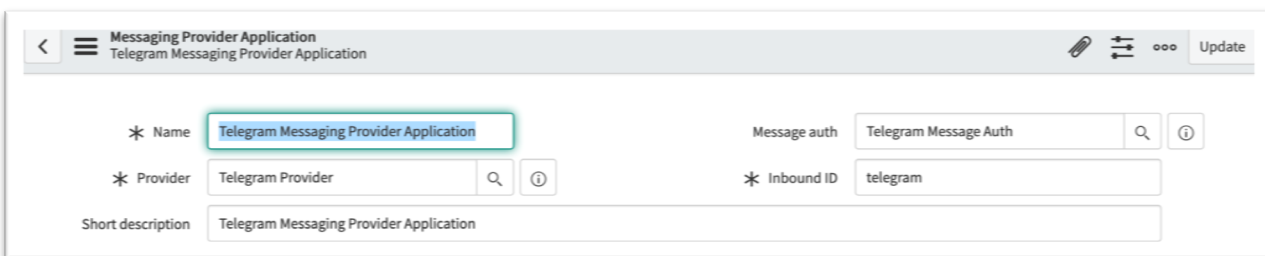 Messaging Provider Application
Telegram Messaging Provider Application
Update
Name Telegram Messaging Provider Application
Message auth Telegram Message Auth
Provider Telegram Provider
Inbound ID telegram
Short description Telegram Messaging Provider Application